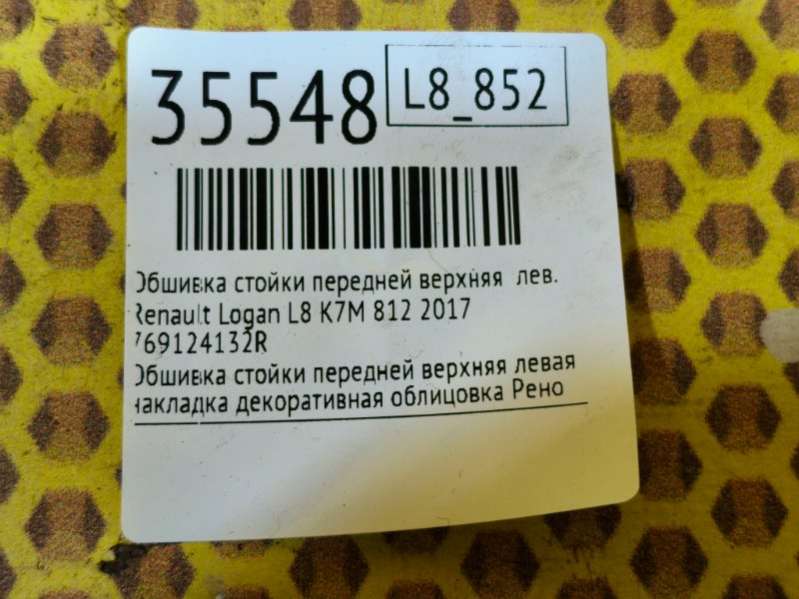 35548 L8_852
Обшивка стойки передней верхняя лев.
Renault Logan L8 K7M 812 2017
769124132R
Обшивка стойки передней верхняя левая
накладка декоративная облицовка Рено